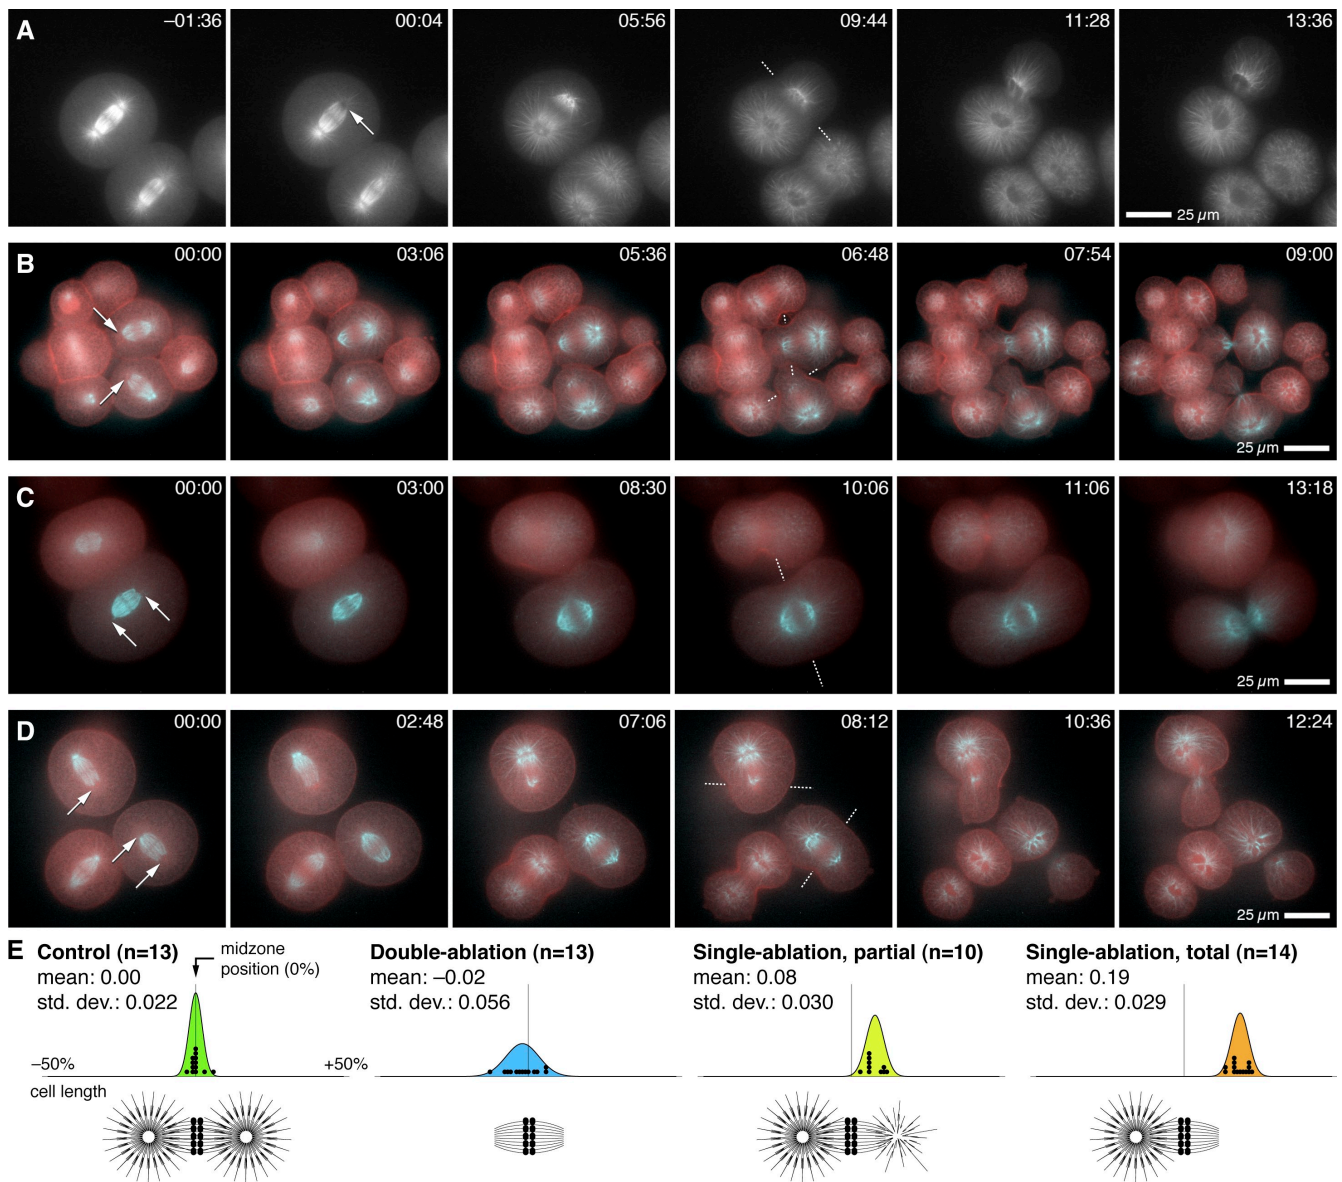 A
–01:36
00:04
05:56
09:44
11:28
13:36
25 µm
B
00:00
03:06
05:36
06:48
07:54
09:00
25 µm
C
00:00
03:00
08:30
10:06
11:06
13:18
25 µm
D
00:00
02:48
07:06
08:12
10:36
12:24
25 µm
E
Control (n=13)
mean: 0.00
std. dev.: 0.022
midzone
position (0%)
–50%
+50%
cell length
Double-ablation (n=13)
mean: –0.02
std. dev.: 0.056
Single-ablation, partial (n=10)
mean: 0.08
std. dev.: 0.030
Single-ablation, total (n=14)
mean: 0.19
std. dev.: 0.029